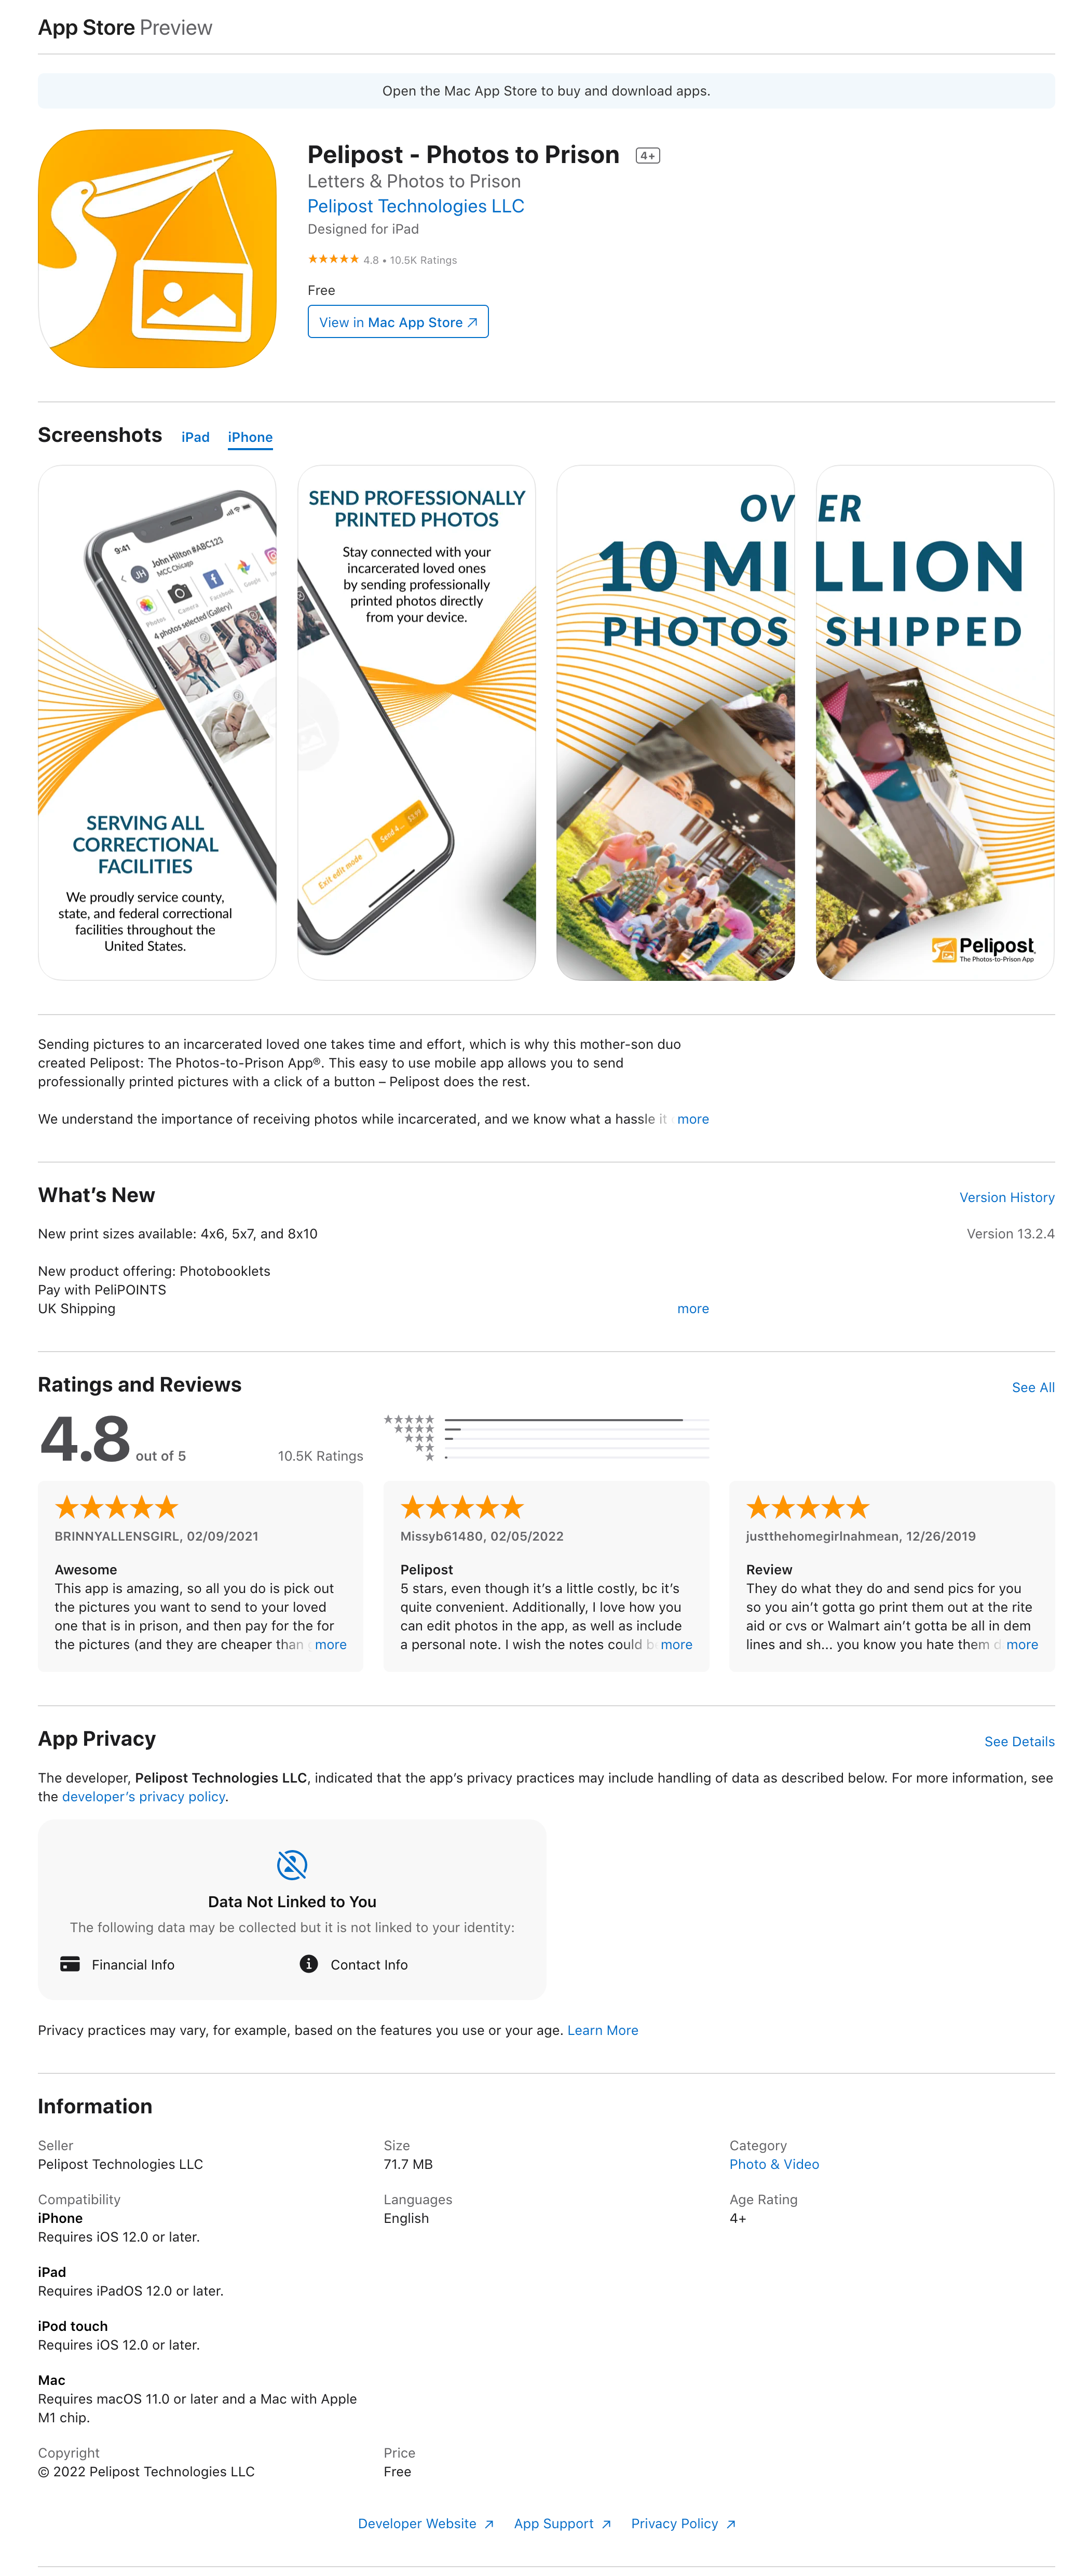 App Store Preview
Open the Mac App Store to buy and download apps.
Pelipost - Photos to Prison 4+
Letters & Photos to Prison
Pelipost Technologies LLC
Designed for iPad
★★★★★ 4.8 • 10.5K Ratings
Free
View in Mac App Store
Screenshots iPad iPhone
9:41
JH John Hilton #ABC123
MCC Chicago
Photos Camera Facebook Google
4 photos selected (Gallery)
SERVING ALL
CORRECTIONAL
FACILITIES
We proudly service county,
state, and federal correctional
facilities throughout the
United States.
SEND PROFESSIONALLY
PRINTED PHOTOS
Stay connected with your
incarcerated loved ones
by sending professionally
printed photos directly
from your device.
Exit edit mode
Send 4... $3.99
OVER
10 MILLION
PHOTOS SHIPPED
Pelipost
The Photos-to-Prison App
Sending pictures to an incarcerated loved one takes time and effort, which is why this mother-son duo
created Pelipost: The Photos-to-Prison App®. This easy to use mobile app allows you to send
professionally printed pictures with a click of a button – Pelipost does the rest.
We understand the importance of receiving photos while incarcerated, and we know what a hassle it more
What’s New
Version History
New print sizes available: 4x6, 5x7, and 8x10
Version 13.2.4
New product offering: Photobooklets
Pay with PeliPOINTS
UK Shipping
more
Ratings and Reviews
See All
4.8 out of 5
10.5K Ratings
BRINNYALLENSGIRL, 02/09/2021
Awesome
This app is amazing, so all you do is pick out
the pictures you want to send to your loved
one that is in prison, and then pay for the for
the pictures (and they are cheaper than more
Missyb61480, 02/05/2022
Pelipost
5 stars, even though it’s a little costly, bc it’s
quite convenient. Additionally, I love how you
can edit photos in the app, as well as include
a personal note. I wish the notes could more
justthehomegirlnahmean, 12/26/2019
Review
They do what they do and send pics for you
so you ain’t gotta go print them out at the rite
aid or cvs or Walmart ain’t gotta be all in dem
lines and sh... you know you hate them more
App Privacy
See Details
The developer, Pelipost Technologies LLC, indicated that the app’s privacy practices may include handling of data as described below. For more information, see
the developer’s privacy policy.
Data Not Linked to You
The following data may be collected but it is not linked to your identity:
Financial Info
Contact Info
Privacy practices may vary, for example, based on the features you use or your age. Learn More
Information
Seller
Pelipost Technologies LLC
Size
71.7 MB
Category
Photo & Video
Compatibility
iPhone
Requires iOS 12.0 or later.
iPad
Requires iPadOS 12.0 or later.
iPod touch
Requires iOS 12.0 or later.
Mac
Requires macOS 11.0 or later and a Mac with Apple
M1 chip.
Languages
English
Age Rating
4+
Copyright
© 2022 Pelipost Technologies LLC
Price
Free
Developer Website
App Support
Privacy Policy